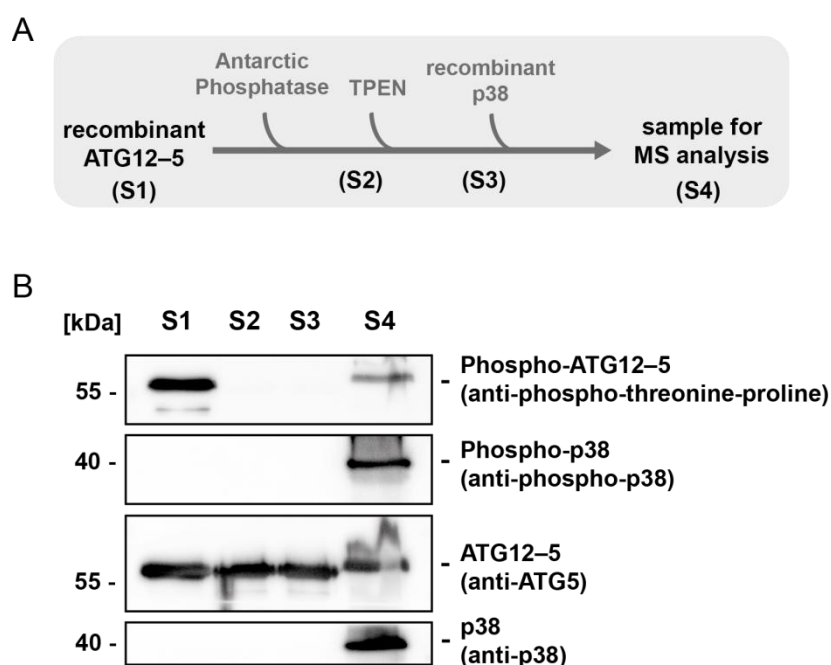 A
Antarctic
Phosphatase
TPEN
recombinant
p38
recombinant
ATG12–5
(S1)
(S2)
(S3)
sample for
MS analysis
(S4)
B
[kDa] S1 S2 S3 S4
55 -
- Phospho-ATG12–5
(anti-phospho-threonine-proline)
40 -
- Phospho-p38
(anti-phospho-p38)
55 -
- ATG12–5
(anti-ATG5)
40 -
- p38
(anti-p38)